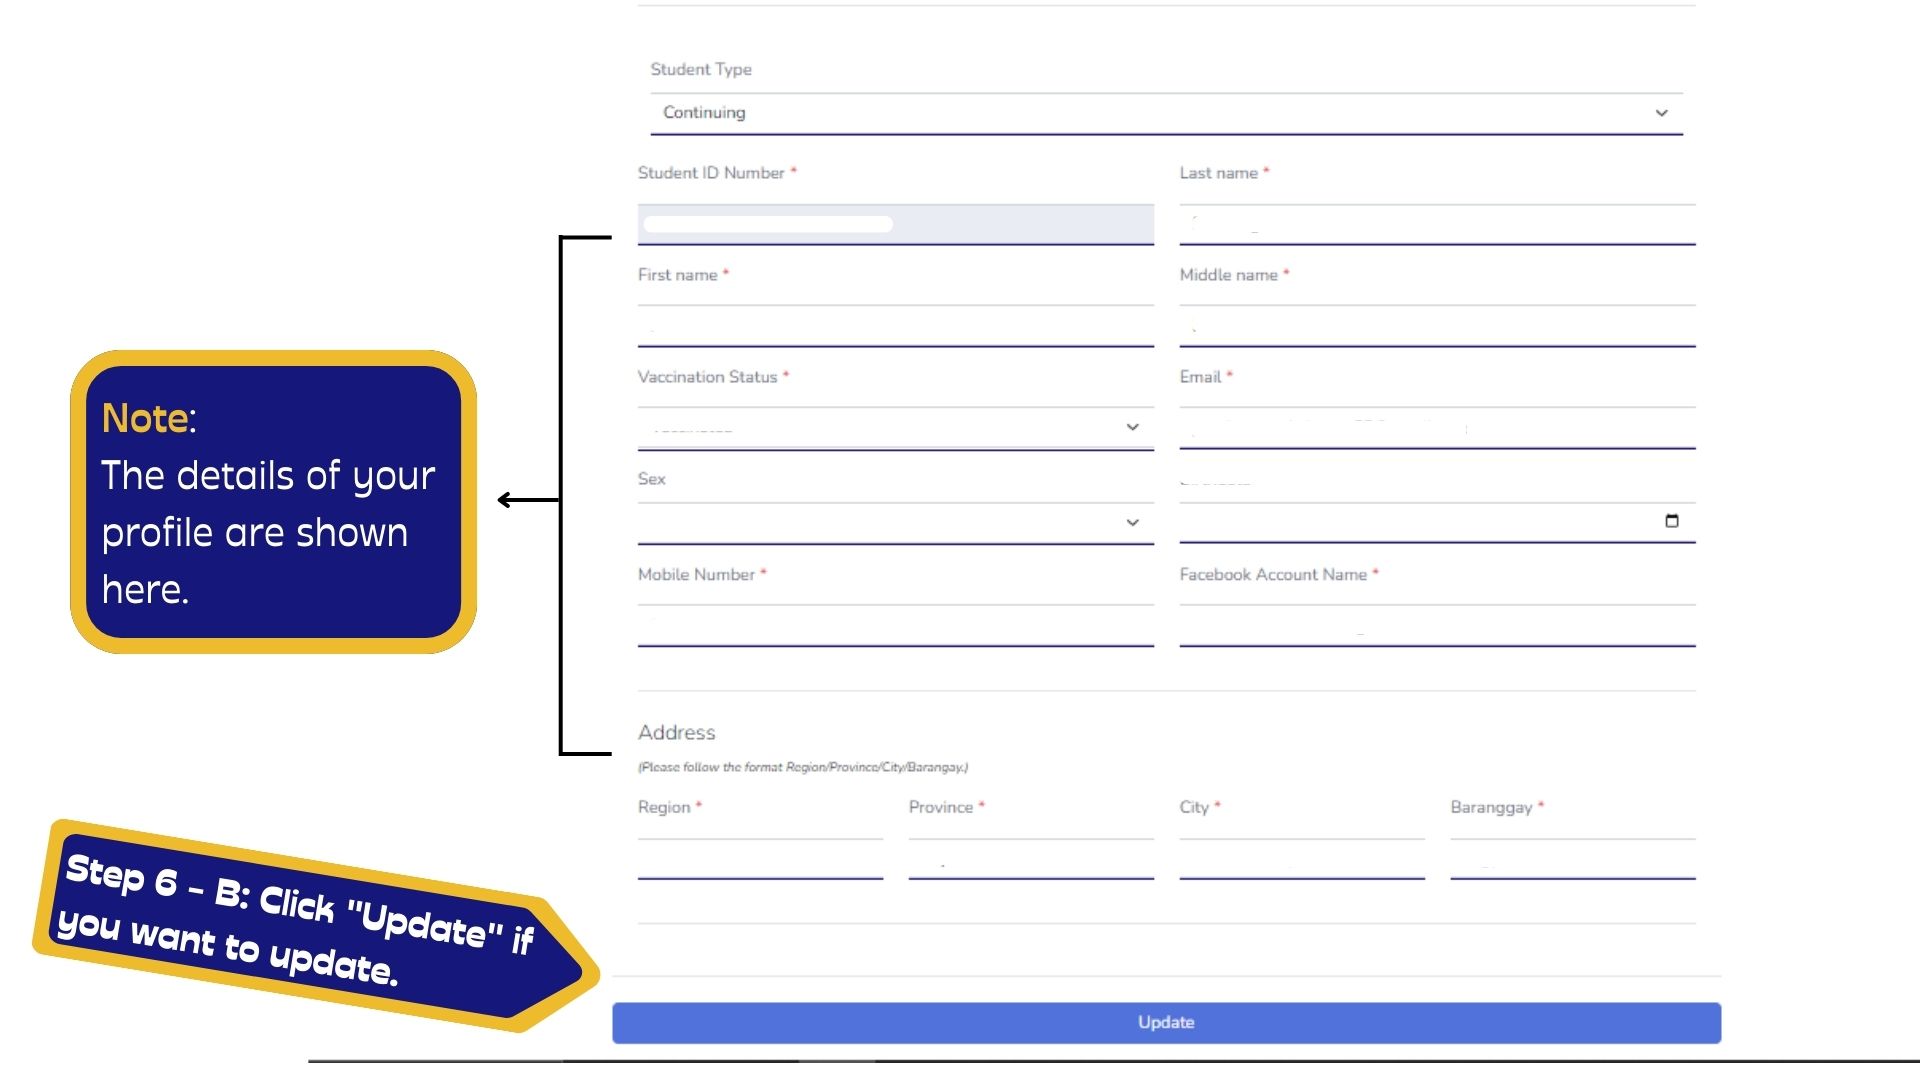 Student Type
Continuing
Student ID Number * Last name *
First name * Middle name *
Vaccination Status * Email *
Sex
Mobile Number * Facebook Account Name *
Address
(Please follow the format Region/Province/City/Barangay.)
Region * Province * City * Baranggay *
Update
Note:
The details of your
profile are shown
here.
Step 6 - B: Click "Update" if
you want to update.